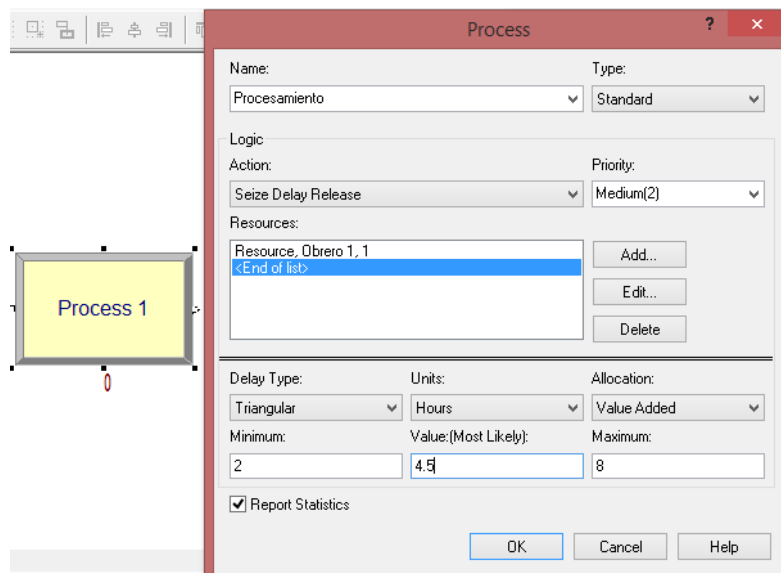 Process
?
×
Name:
Type:
Procesamiento
Standard
Logic
Action:
Priority:
Seize Delay Release
Medium(2)
Resources:
Resource, Obrero 1, 1
<End of list>
Add...
Edit...
Delete
Process 1
0
Delay Type:
Units:
Allocation:
Triangular
Hours
Value Added
Minimum:
Value:(Most Likely):
Maximum:
2
4.5
8
Report Statistics
OK
Cancel
Help